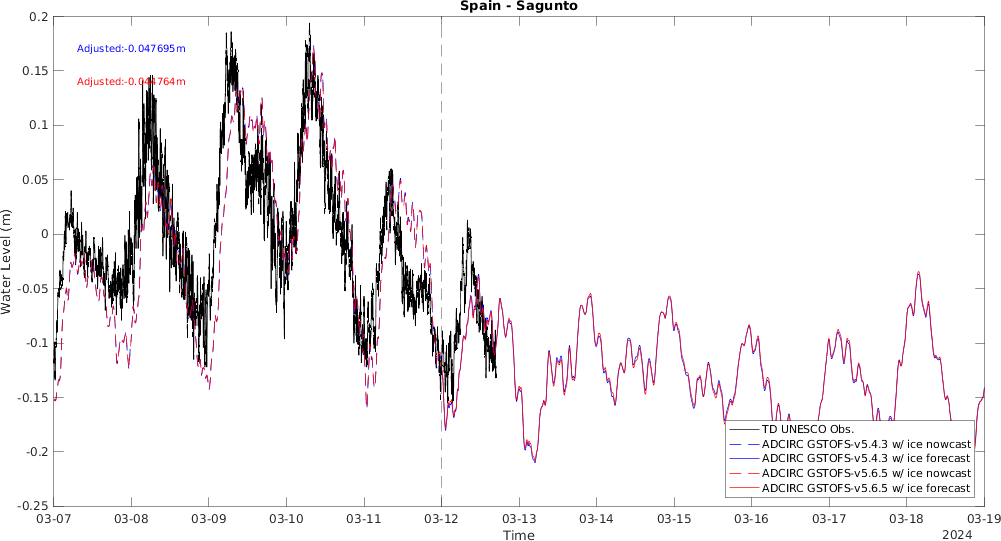 Spain - Sagunto
Adjusted:-0.047695m
Adjusted:-0.044764m
0.2
0.15
0.1
0.05
0
-0.05
-0.1
-0.15
-0.2
-0.25
Water Level (m)
TD UNESCO Obs.
ADCIRC GSTOFS-v5.4.3 w/ ice nowcast
ADCIRC GSTOFS-v5.4.3 w/ ice forecast
ADCIRC GSTOFS-v5.6.5 w/ ice nowcast
ADCIRC GSTOFS-v5.6.5 w/ ice forecast
03-07 03-08 03-09 03-10 03-11 03-12 03-13 03-14 03-15 03-16 03-17 03-18 03-19
Time
2024